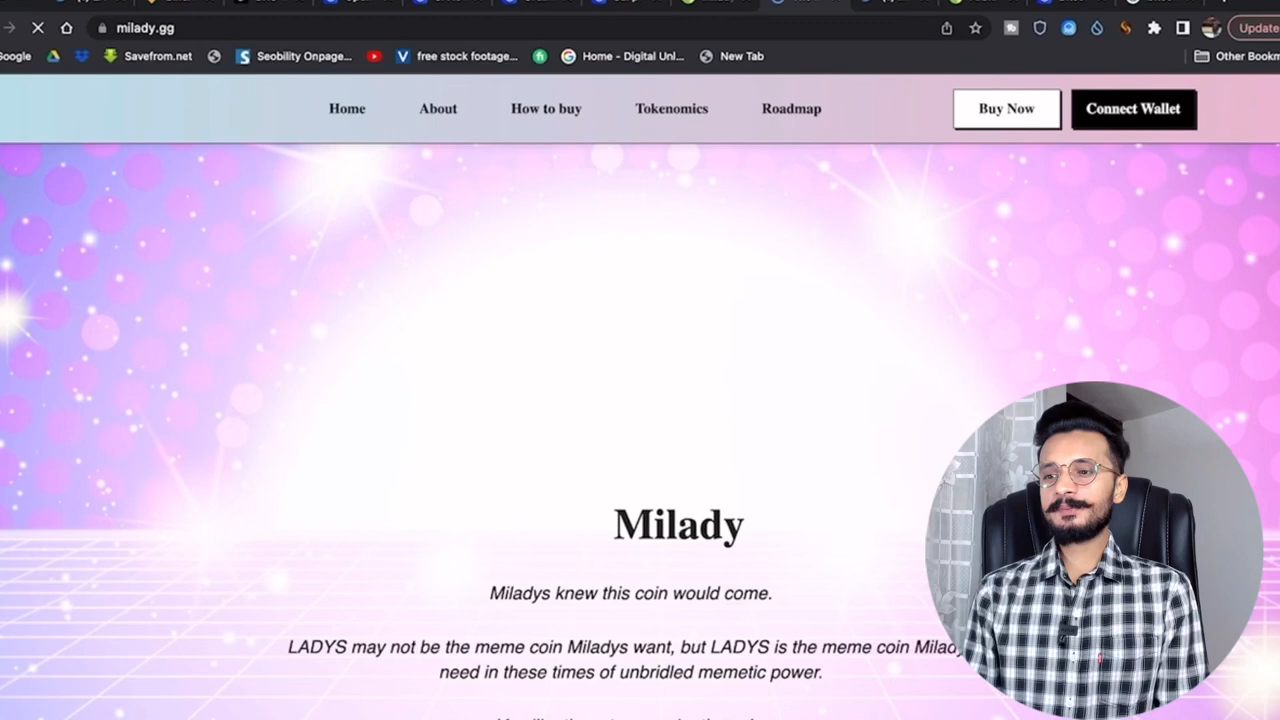 milady.gg
Update
Google
Savefrom.net
Seobility Onpage...
free stock footage...
Home - Digital Unl...
New Tab
Other Bookm
Home
About
How to buy
Tokenomics
Roadmap
Buy Now
Connect Wallet
Milady
Miladys knew this coin would come.
LADYS may not be the meme coin Miladys want, but LADYS is the meme coin Milady
need in these times of unbridled memetic power.